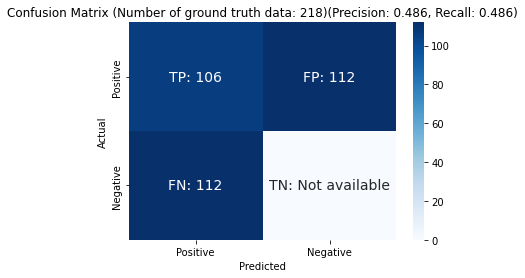 Confusion Matrix (Number of ground truth data: 218)(Precision: 0.486, Recall: 0.486)
TP: 106
FP: 112
FN: 112
TN: Not available
Positive
Negative
Actual
Positive
Negative
Predicted
100
80
60
40
20
0